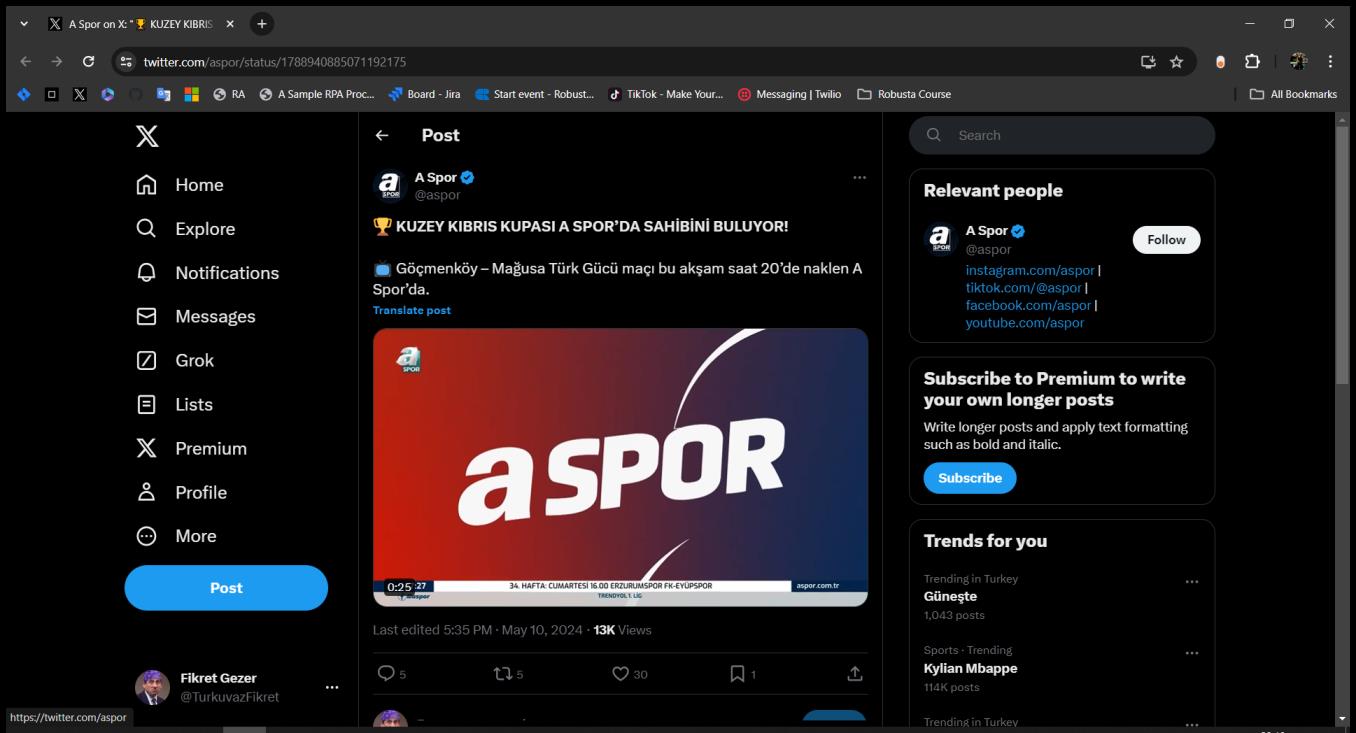 A Spor on X: "🏆 KUZEY KIBRIS
twitter.com/aspor/status/1788940885071192175
RA
A Sample RPA Proc...
Board - Jira
Start event - Robust...
TikTok - Make Your...
Messaging | Twilio
Robusta Course
All Bookmarks
Home
Explore
Notifications
Messages
Grok
Lists
Premium
Profile
More
Post
Fikret Gezer
@TurkuvazFikret
https://twitter.com/aspor
Post
A Spor
@aspor
🏆 KUZEY KIBRIS KUPASI A SPOR’DA SAHİBİNİ BULUYOR!
📺 Göçmenköy – Mağusa Türk Gücü maçı bu akşam saat 20’de naklen A
Spor’da.
Translate post
a
SPOR
aSPOR
0:25
:27
34. HAFTA: CUMARTESİ 16.00 ERZURUMSPOR FK-EYÜPSPOR
aspor.com.tr
TRENDYOL 1. LİG
Last edited 5:35 PM · May 10, 2024 · 13K Views
5
5
30
1
Search
Relevant people
A Spor
@aspor
Follow
instagram.com/aspor |
tiktok.com/@aspor |
facebook.com/aspor |
youtube.com/aspor
Subscribe to Premium to write
your own longer posts
Write longer posts and apply text formatting
such as bold and italic.
Subscribe
Trends for you
Trending in Turkey
Güneşte
1,043 posts
Sports · Trending
Kylian Mbappe
114K posts
Trending in Turkey